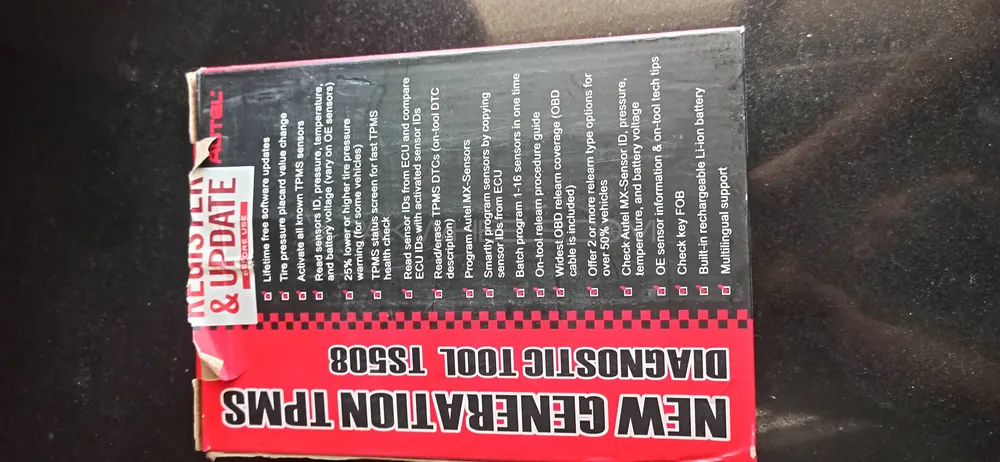 AUTEL
REGISTER
& UPDATE
BEFORE USE
Lifetime free software updates
Tire pressure placard value change
Activate all known TPMS sensors
Read sensors ID, pressure, temperature,
and battery voltage (vary on OE sensors)
25% lower or higher tire pressure
warning (for some vehicles)
TPMS status screen for fast TPMS
health check
Read sensor IDs from ECU and compare
ECU IDs with activated sensor IDs
Read/erase TPMS DTCs (on-tool DTC
description)
Program Autel MX-Sensors
Smartly program sensors by copying
sensor IDs from ECU
Batch program 1-16 sensors in one time
On-tool relearn procedure guide
Widest OBD relearn coverage (OBD
cable is included)
Offer 2 or more relearn type options for
over 50% vehicles
Check Autel MX-Sensor ID, pressure,
temperature, and battery voltage
OE sensor information & on-tool tech tips
Check key FOB
Built-in rechargeable Li-ion battery
Multilingual support
NEW GENERATION TPMS
DIAGNOSTIC TOOL TS508